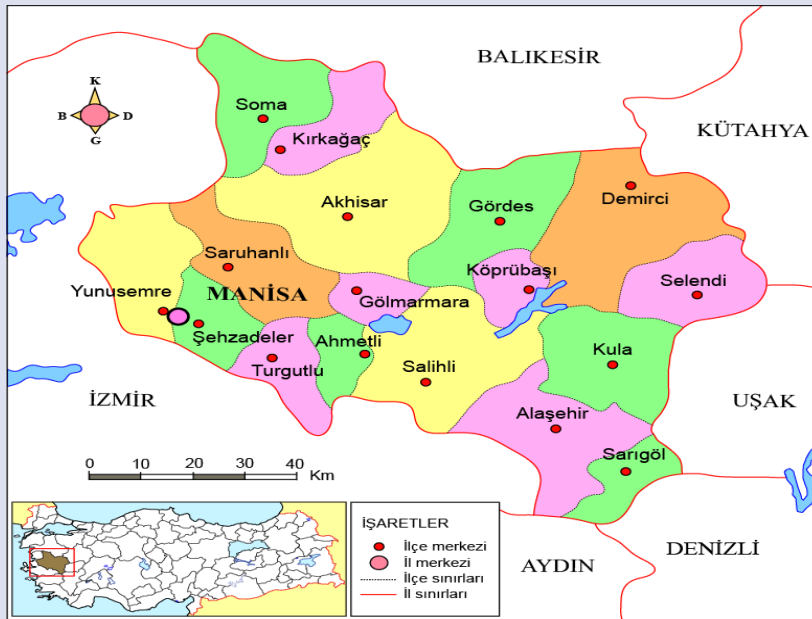 BALIKESİR
KÜTAHYA
K
B D
G
Soma
Kırkağaç
Akhisar
Gördes
Demirci
Saruhanlı
Köprübaşı
Selendi
Yunusemre
MANİSA
Gölmarmara
Şehzadeler
Ahmetli
Turgutlu
Salihli
Kula
İZMİR
Alaşehir
UŞAK
Sarıgöl
0 10 20 30 40 Km
İŞARETLER
İlçe merkezi
İl merkezi
İlçe sınırları
İl sınırları
AYDIN
DENİZLİ